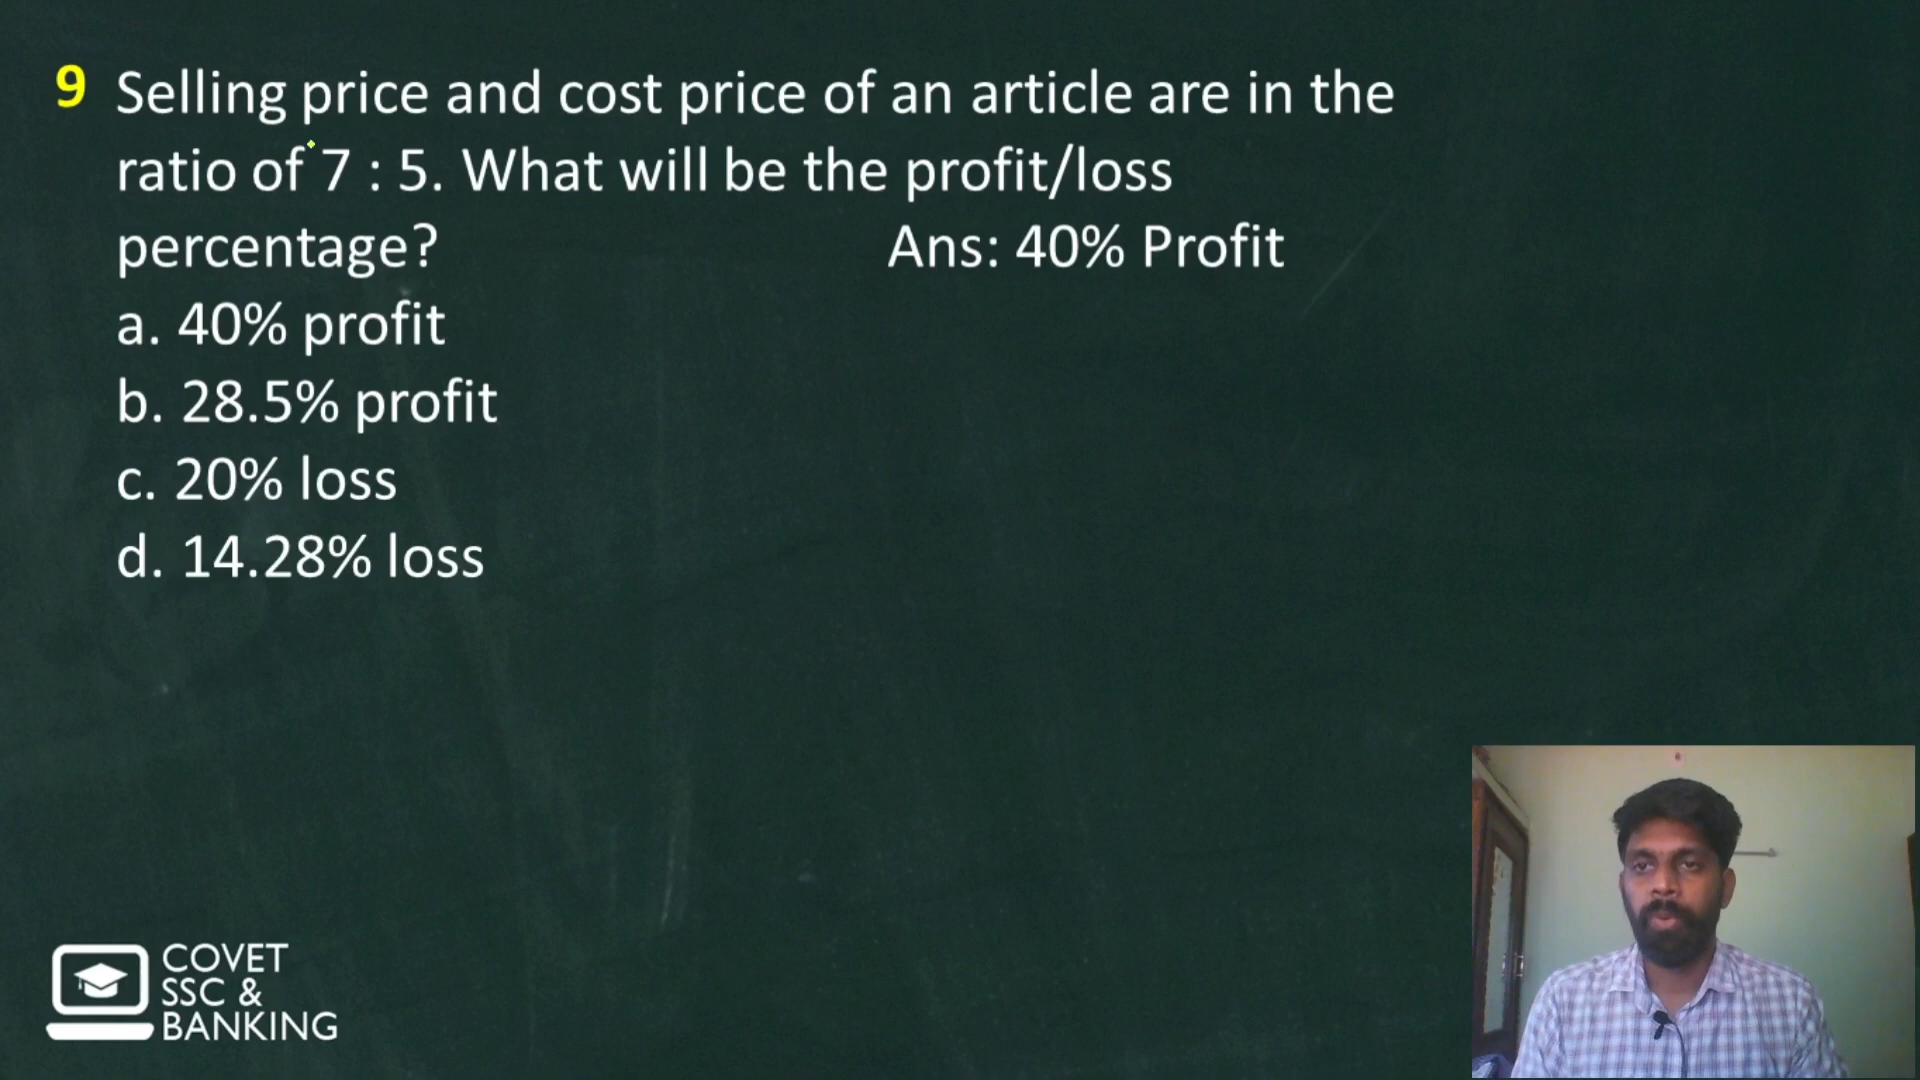 9 Selling price and cost price of an article are in the
ratio of 7 : 5. What will be the profit/loss
percentage? Ans: 40% Profit
a. 40% profit
b. 28.5% profit
c. 20% loss
d. 14.28% loss
COVET
SSC &
BANKING